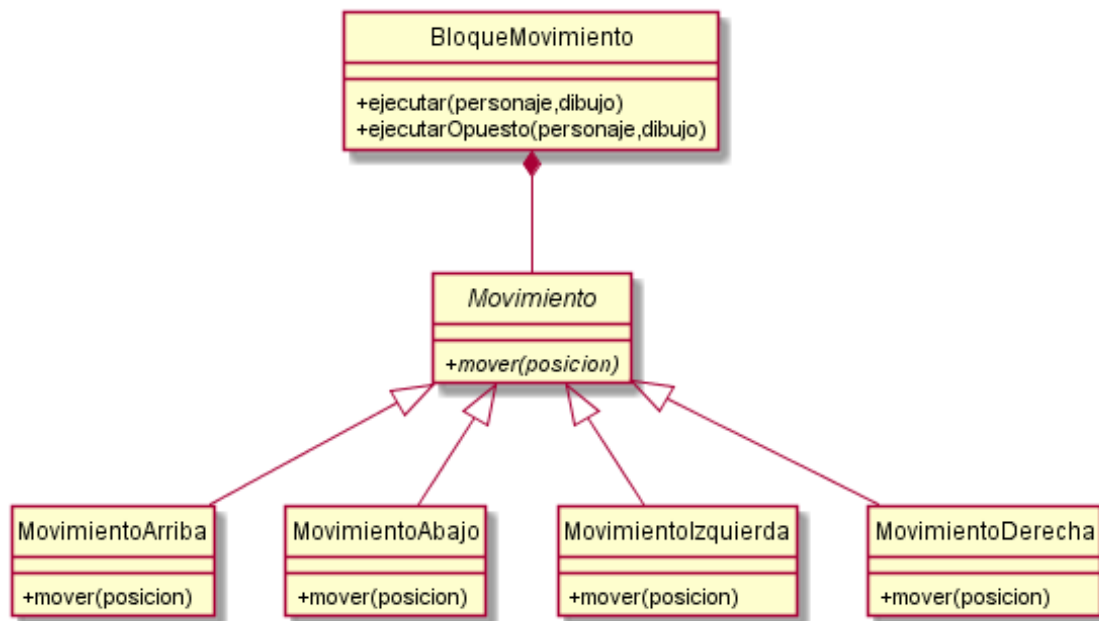 BloqueMovimiento
+ejecutar(personaje,dibujo)
+ejecutarOpuesto(personaje,dibujo)
Movimiento
+mover(posicion)
MovimientoArriba
+mover(posicion)
MovimientoAbajo
+mover(posicion)
MovimientoIzquierda
+mover(posicion)
MovimientoDerecha
+mover(posicion)